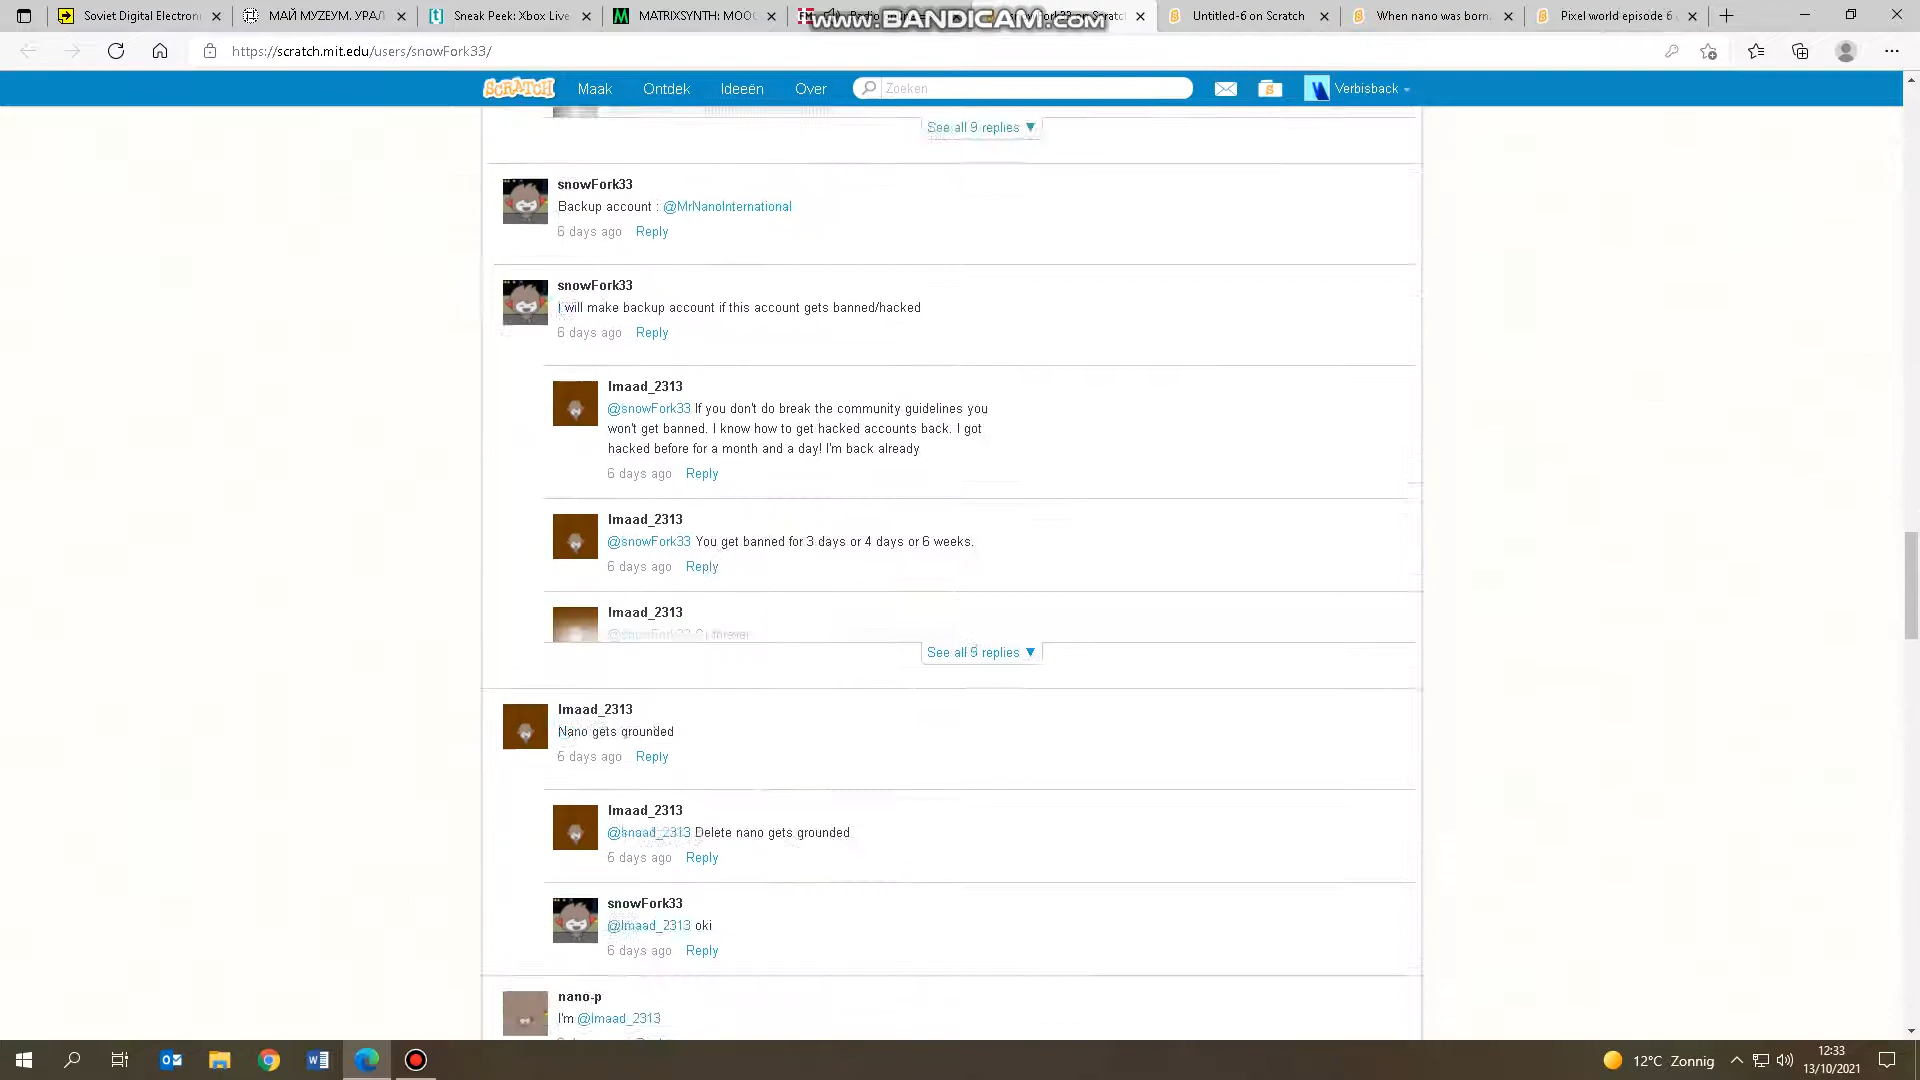 Soviet Digital Electron
МАЙ MУZEУМ. УРАЛ
Sneak Peek: Xbox Live
MATRIXSYNTH: MOO
WWW.BANDICAM.COM
Untitled-6 on Scratch
When nano was born.
Pixel world episode 6
https://scratch.mit.edu/users/snowFork33/
SCRATCH
Maak
Ontdek
Ideeën
Over
Zoeken
Verbisback
See all 9 replies ▼
snowFork33
Backup account : @MrNanoInternational
6 days ago Reply
snowFork33
I will make backup account if this account gets banned/hacked
6 days ago Reply
Imaad_2313
@snowFork33 If you don't do break the community guidelines you
won't get banned. I know how to get hacked accounts back. I got
hacked before for a month and a day! I'm back already
6 days ago Reply
Imaad_2313
@snowFork33 You get banned for 3 days or 4 days or 6 weeks.
6 days ago Reply
Imaad_2313
@snowFork33 Or forever
See all 9 replies ▼
Imaad_2313
Nano gets grounded
6 days ago Reply
Imaad_2313
@Imaad_2313 Delete nano gets grounded
6 days ago Reply
snowFork33
@Imaad_2313 oki
6 days ago Reply
nano-p
I'm @Imaad_2313
12°C Zonnig
12:33
13/10/2021